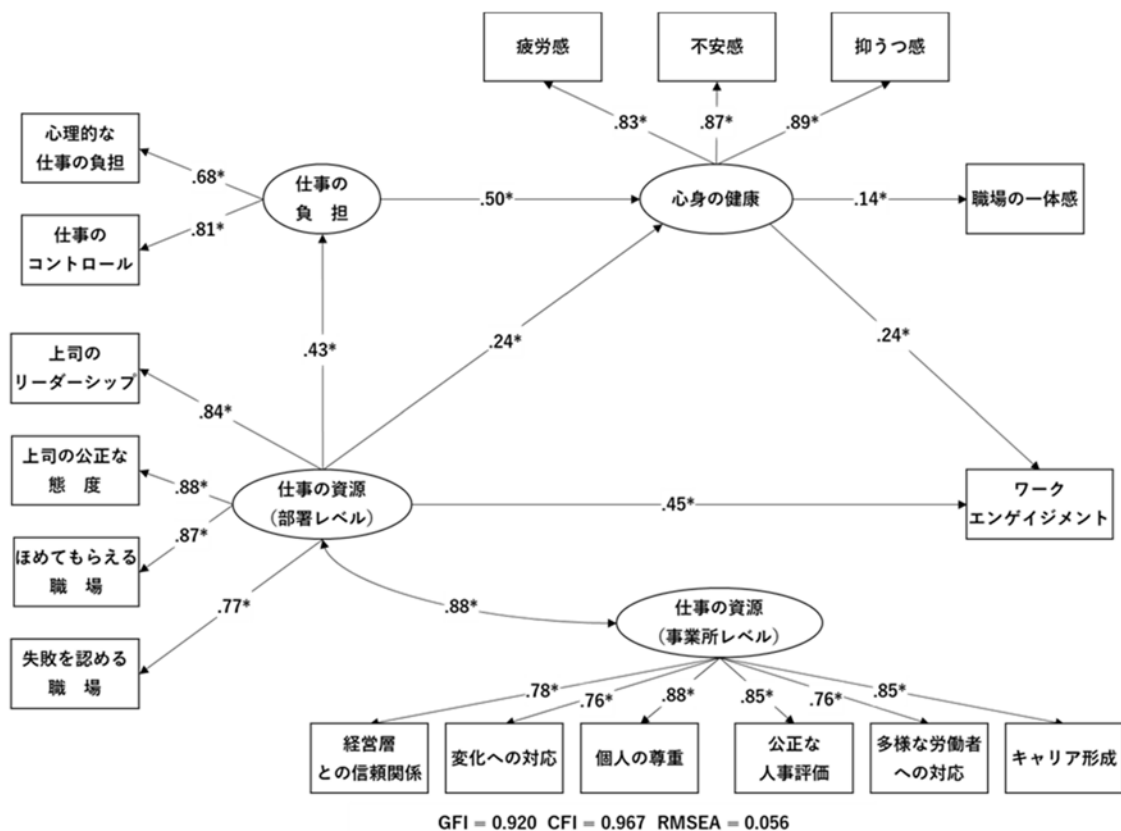 疲労感
不安感
抑うつ感
.83*
.87*
.89*
心理的な
仕事の負担
.68*
仕事の
コントロール
.81*
仕事の
負　担
.50*
心身の健康
.14*
職場の一体感
.43*
.24*
.24*
上司の
リーダーシップ
.84*
上司の公正な
態　度
.88*
ほめてもらえる
職　場
.87*
失敗を認める
職　場
.77*
仕事の資源
（部署レベル）
.45*
ワーク
エンゲイジメント
.88*
仕事の資源
（事業所レベル）
.78*
.76*
.88*
.85*
.76*
.85*
経営層
との信頼関係
変化への対応
個人の尊重
公正な
人事評価
多様な労働者
への対応
キャリア形成
GFI = 0.920 CFI = 0.967 RMSEA = 0.056